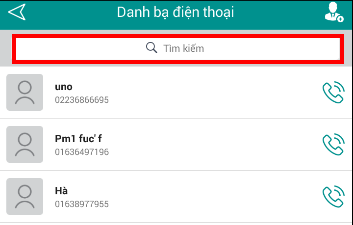 Danh bạ điện thoại
Tìm kiếm
uno
02236866695
Pm1 fuc' f
01636497196
Hà
01638977955